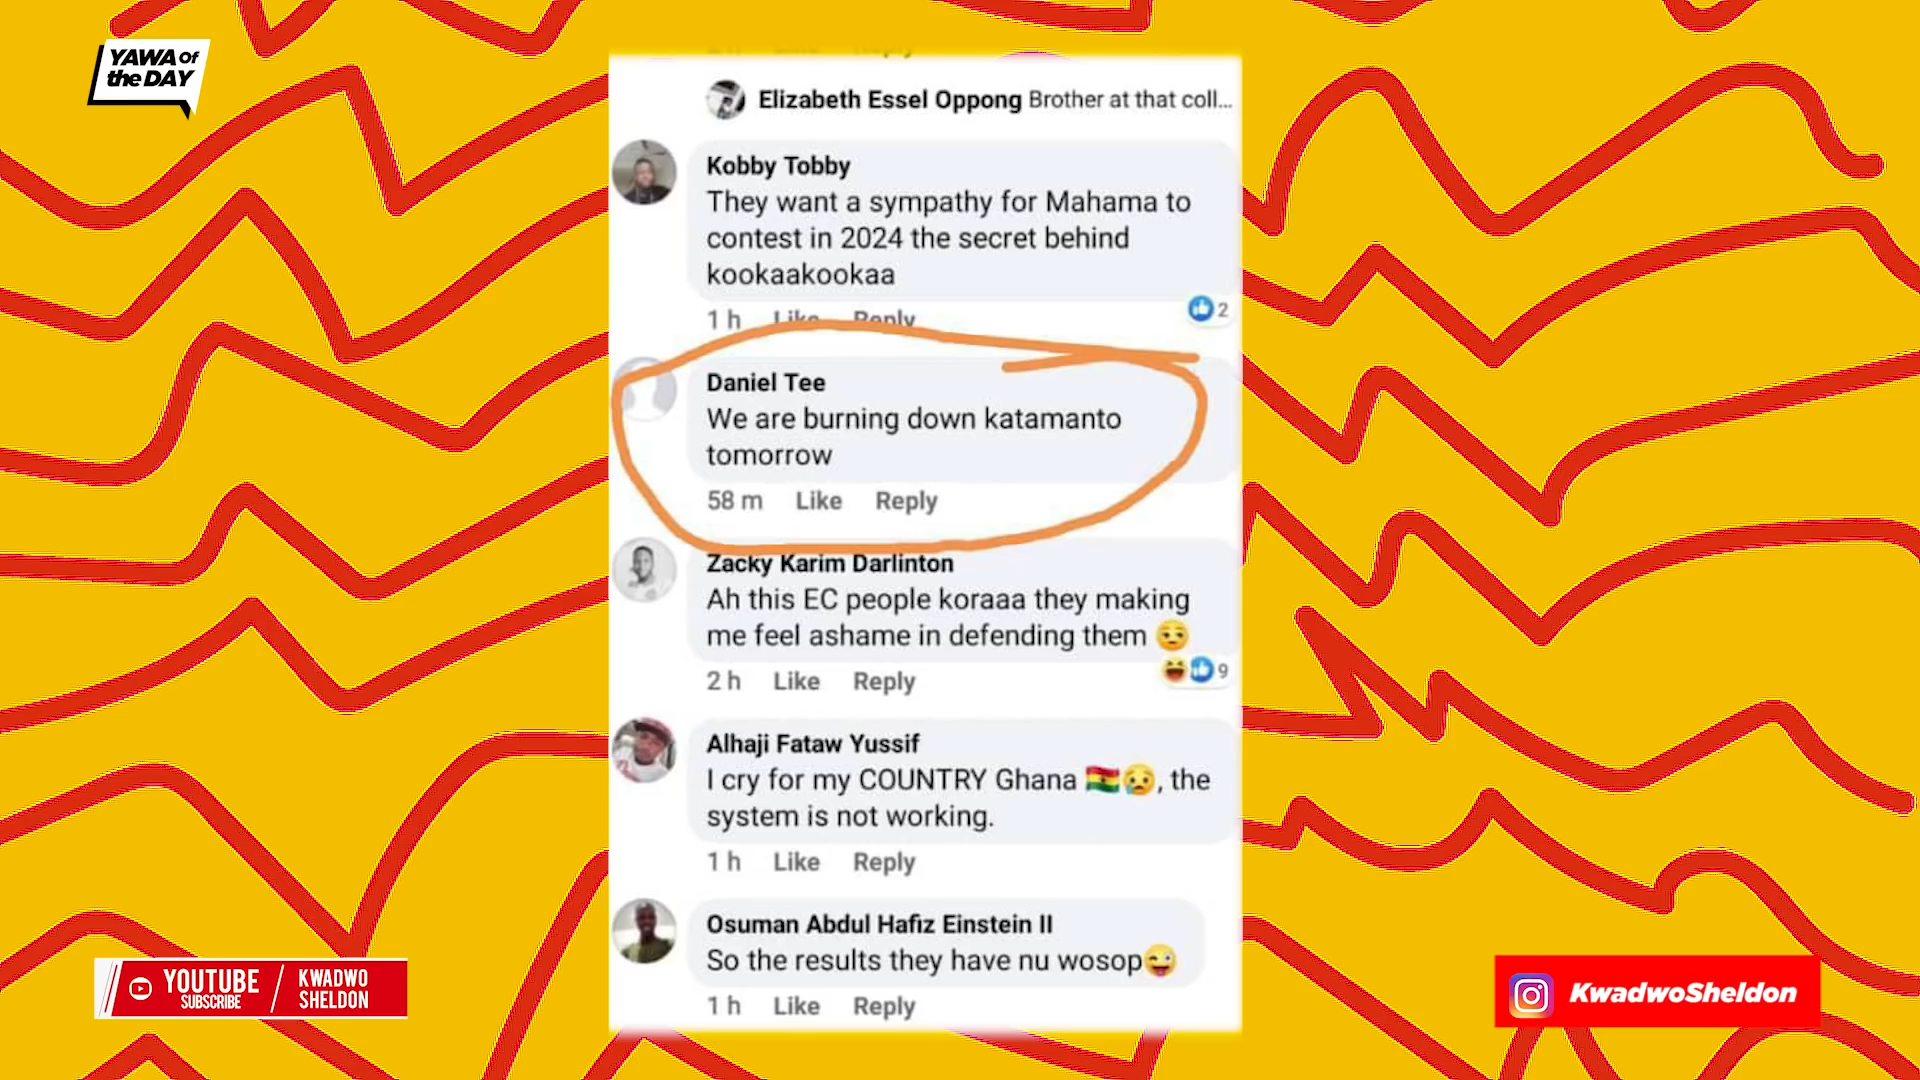 YAWA of
the DAY
Elizabeth Essel Oppong Brother at that coll...
Kobby Tobby
They want a sympathy for Mahama to
contest in 2024 the secret behind
kookaakookaa
1 h Like Reply
2
Daniel Tee
We are burning down katamanto
tomorrow
58 m Like Reply
Zacky Karim Darlinton
Ah this EC people koraaa they making
me feel ashame in defending them 😒
9
2 h Like Reply
Alhaji Fataw Yussif
I cry for my COUNTRY Ghana 🇬🇭😢, the
system is not working.
1 h Like Reply
Osuman Abdul Hafiz Einstein II
So the results they have nu wosop😜
1 h Like Reply
YOUTUBE
SUBSCRIBE
KWADWO
SHELDON
KwadwoSheldon